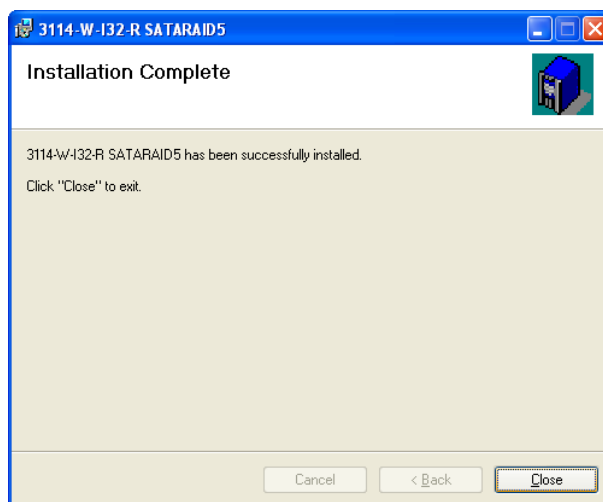 3114-W-I32-R SATARAID5
Installation Complete
3114-W-I32-R SATARAID5 has been successfully installed.
Click "Close" to exit.
Cancel
< Back
Close